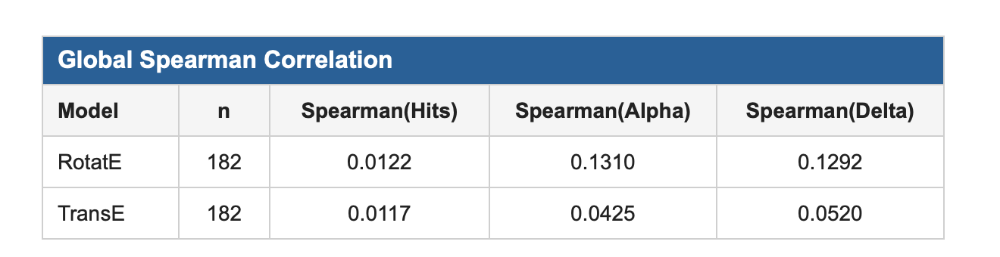 Global Spearman Correlation
Model n Spearman(Hits) Spearman(Alpha) Spearman(Delta)
RotatE 182 0.0122 0.1310 0.1292
TransE 182 0.0117 0.0425 0.0520